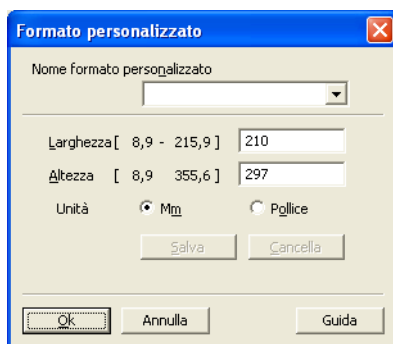 Formato personalizzato
Nome formato personalizzato
Larghezza [ 8,9 - 215,9 ] 210
Altezza [ 8,9 355,6 ] 297
Unità Mm Pollice
Salva Cancella
Ok Annulla Guida